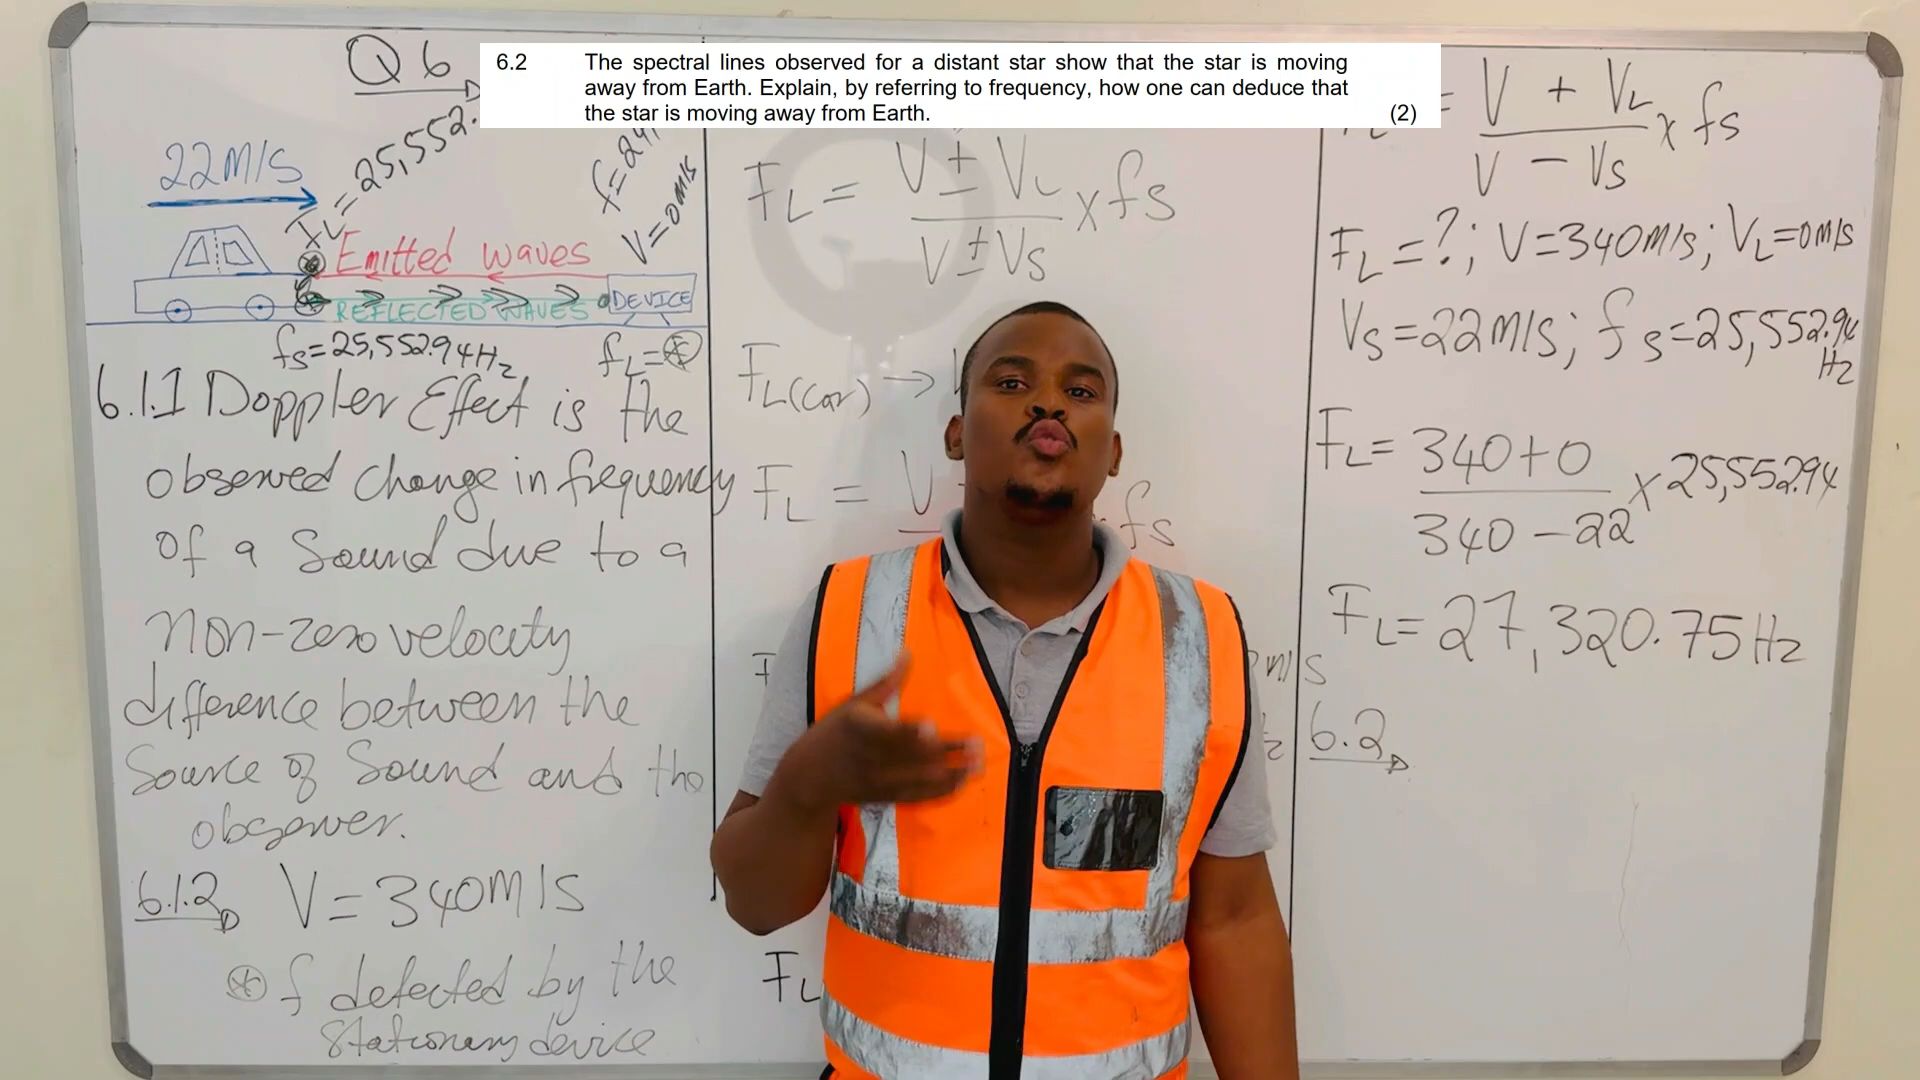 6.2 The spectral lines observed for a distant star show that the star is moving
away from Earth. Explain, by referring to frequency, how one can deduce that
the star is moving away from Earth. (2)
Q6
22M/S
FL=25,552.
V=0M/S
Emitted waves
REFLECTED WAVES
DEVICE
fs=25,552.94Hz
fL=*
6.1.1 Doppler Effect is the
observed change in frequency
of a Sound due to a
non-zero velocity
difference between the
Source of Sound and the
observer.
6.1.2 V=340M/S
* f detected by the
Stationary device
FL = V ± VL / V ± Vs x fs
FL(car) →
FL = V fs
FL
= V + VL / V - Vs x fs
FL=?; V=340M/S; VL=0M/S
Vs=22M/S; fs=25,552.94
Hz
FL= 340+0 / 340-22 x 25,552.94
FL= 27,320.75Hz
6.2